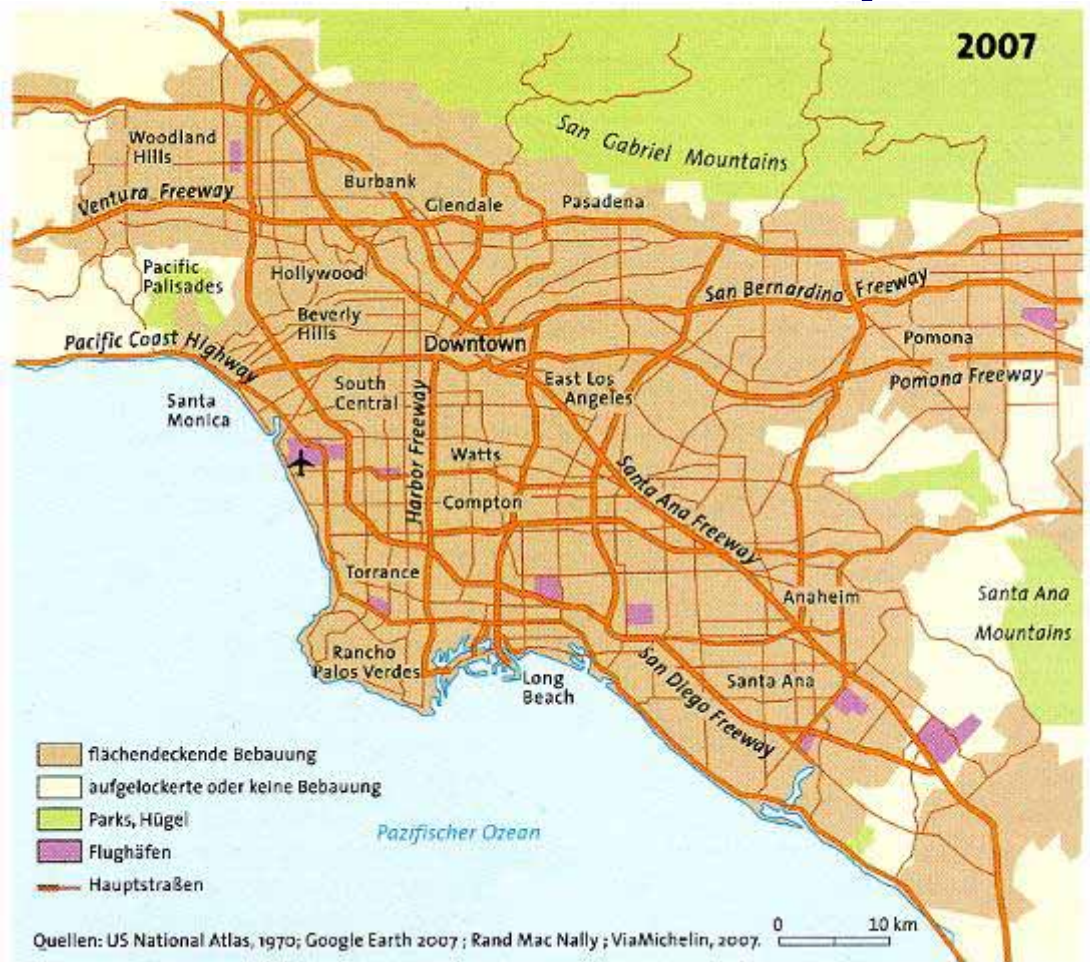 2007
San Gabriel Mountains
Woodland
Hills
Burbank
Ventura Freeway
Glendale
Pasadena
Pacific
Palisades
Hollywood
San Bernardino Freeway
Beverly
Hills
Pacific Coast Highway
Downtown
Pomona
Pomona Freeway
South
Central
East Los
Angeles
Santa
Monica
Harbor Freeway
Watts
Santa Ana Freeway
Compton
Torrance
Anaheim
Santa Ana
Mountains
Rancho
Palos Verdes
Long
Beach
San Diego Freeway
Santa Ana
flächendeckende Bebauung
aufgelockerte oder keine Bebauung
Parks, Hügel
Flughäfen
Hauptstraßen
Pazifischer Ozean
0 10 km
Quellen: US National Atlas, 1970; Google Earth 2007; Rand Mac Nally; ViaMichelin, 2007.